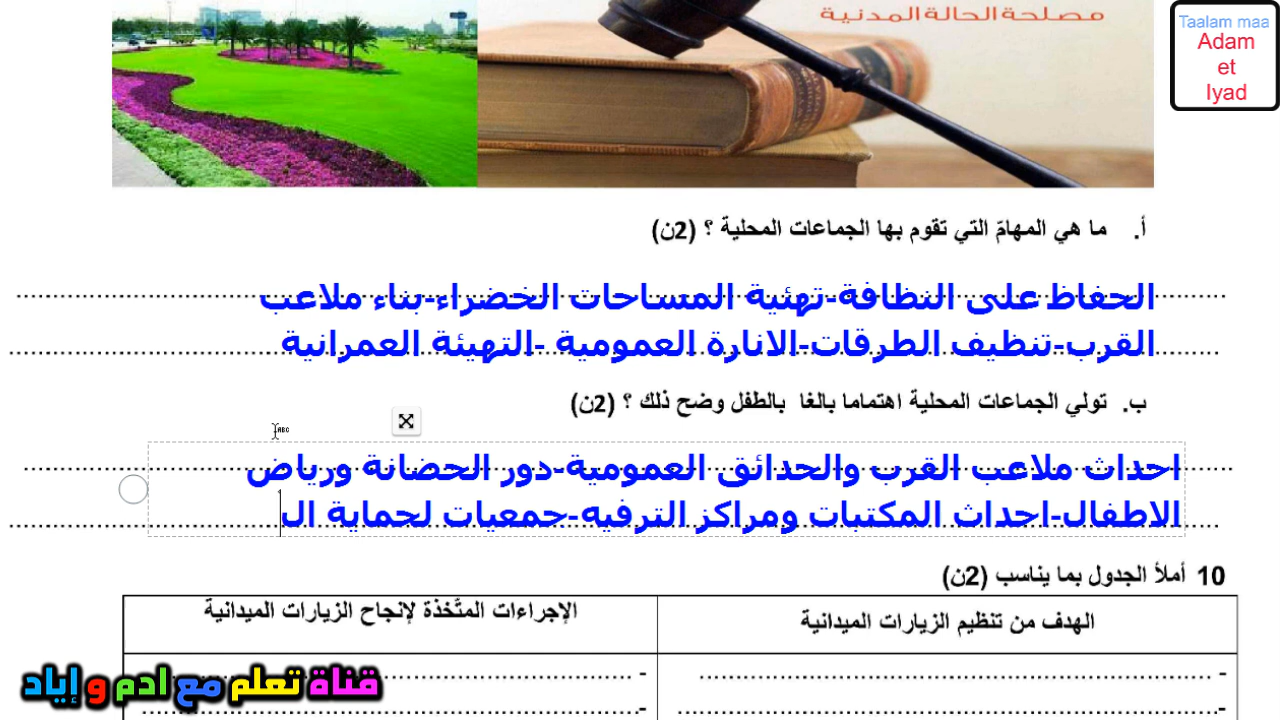 مصلحة الحالة المدنية
Taalam maa
Adam
et
Iyad
أ. ما هي المهامّ التي تقوم بها الجماعات المحلية ؟ (2ن)
الحفاظ على النظافة-تهئية المساحات الخضراء-بناء ملاعب
القرب-تنظيف الطرقات-الانارة العمومية -التهيئة العمرانية
ب. تولي الجماعات المحلية اهتماما بالغا بالطفل وضح ذلك ؟ (2ن)
احداث ملاعب القرب والحدائق العمومية-دور الحضانة ورياض
الاطفال-احداث المكتبات ومراكز الترفيه-جمعيات لحماية ال
10 أملأ الجدول بما يناسب (2ن)
الهدف من تنظيم الزيارات الميدانية
الإجراءات المتّخذة لإنجاح الزيارات الميدانية
قناة تعلم مع ادم و إياد